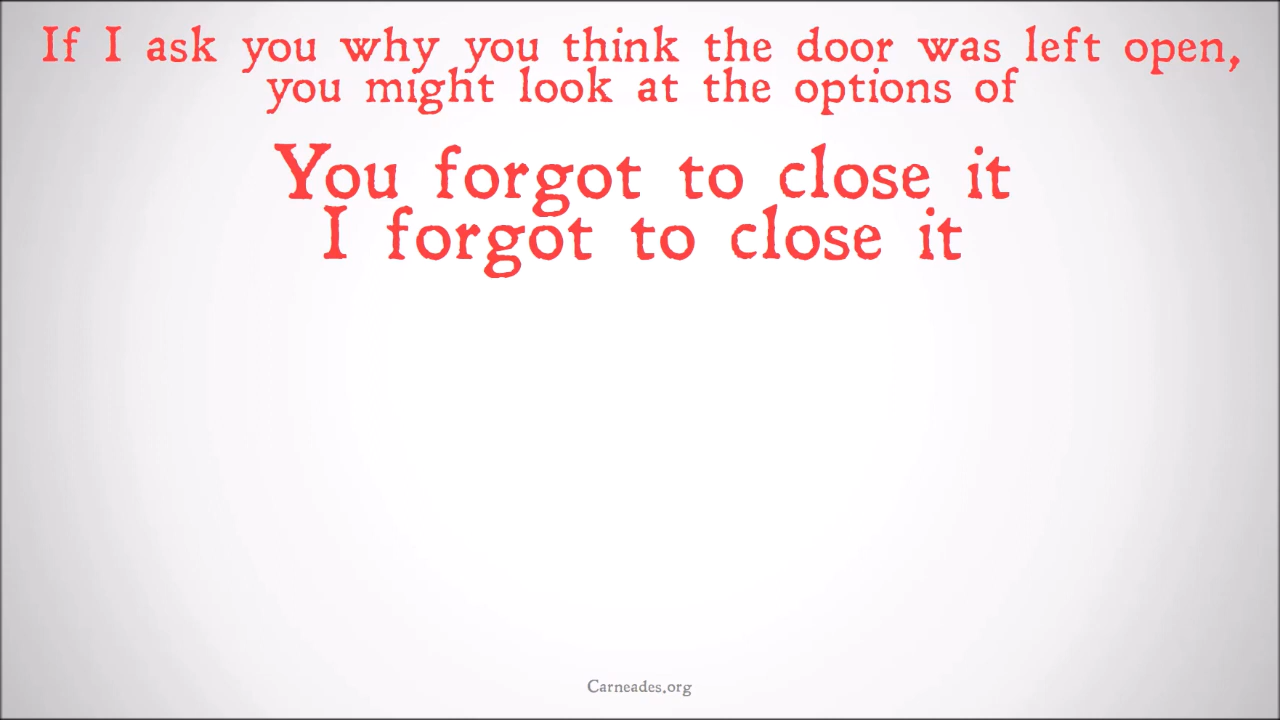 If I ask you why you think the door was left open,
you might look at the options of
You forgot to close it
I forgot to close it
Carneades.org